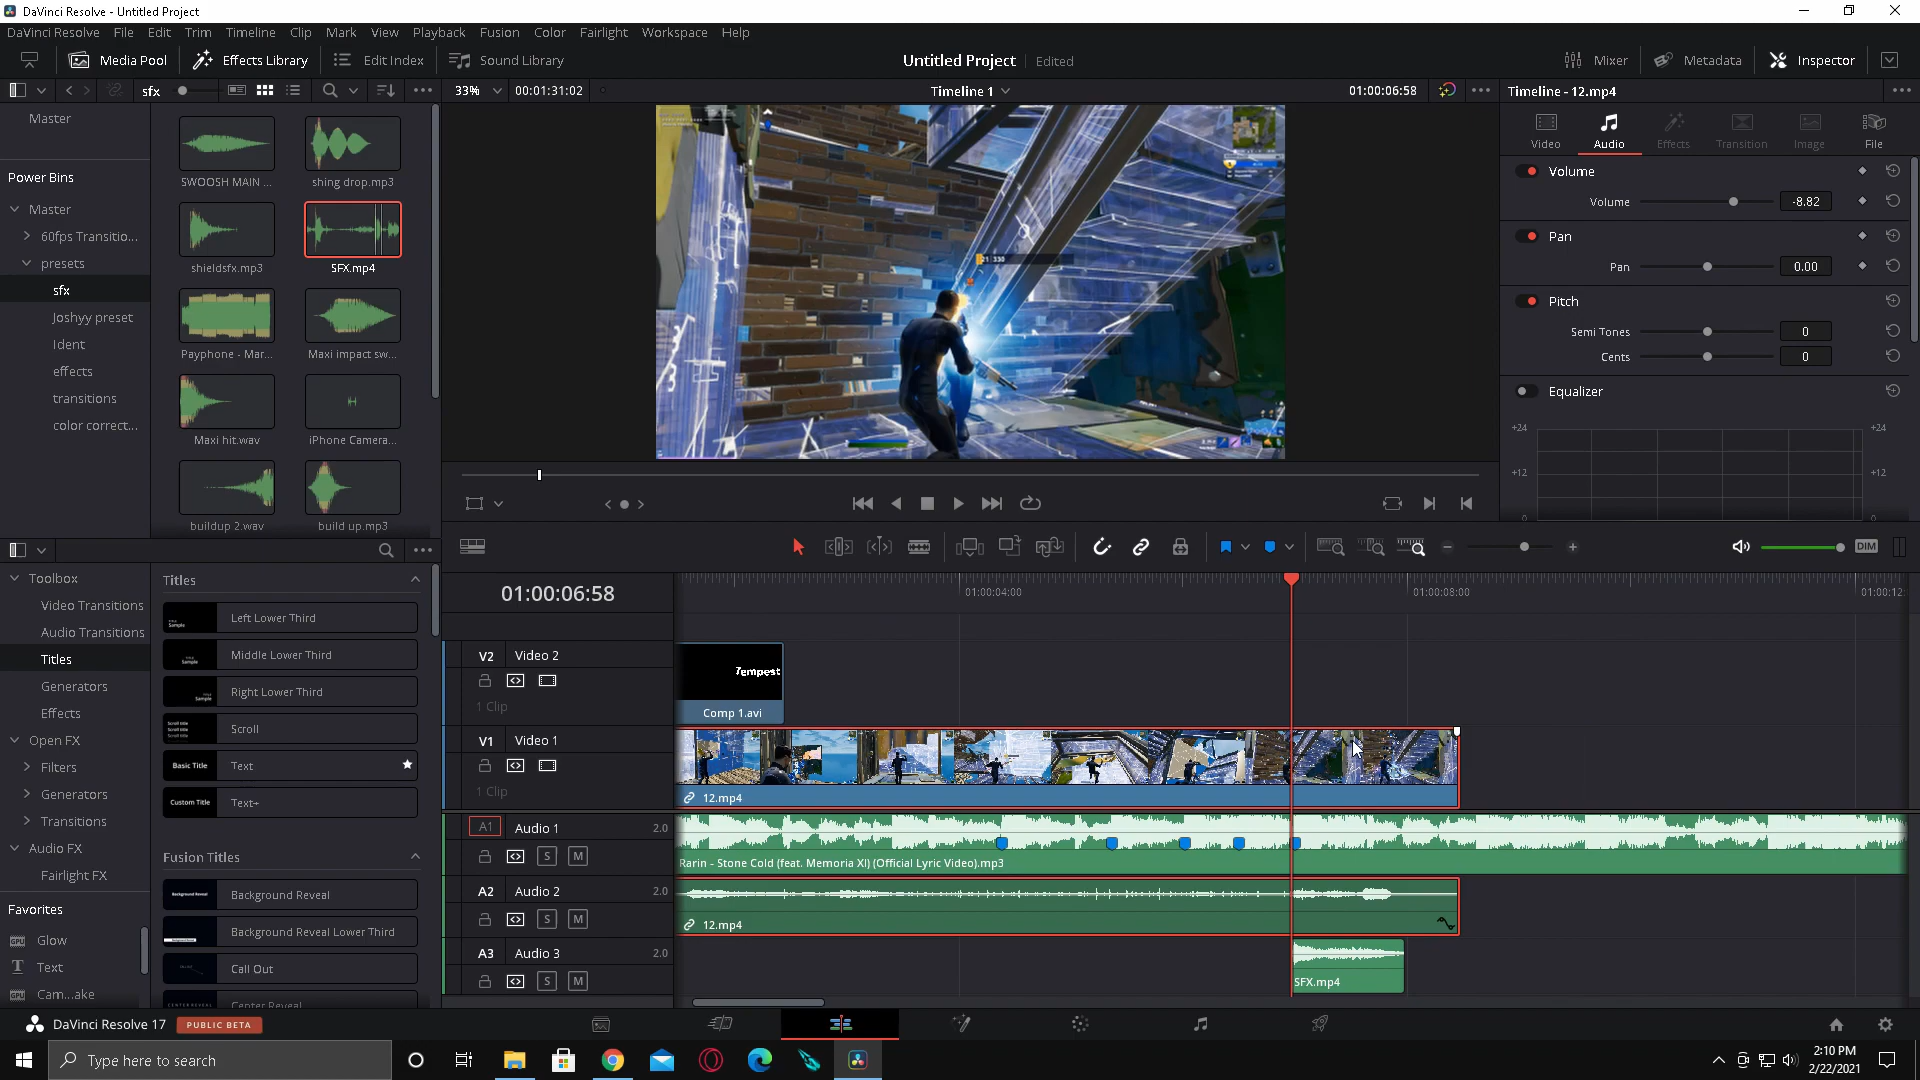 DaVinci Resolve - Untitled Project
DaVinci Resolve File Edit Trim Timeline Clip Mark View Playback Fusion Color Fairlight Workspace Help
Media Pool Effects Library Edit Index Sound Library Untitled Project Edited Mixer Metadata Inspector
sfx 33% 00:01:31:02 Timeline 1 01:00:06:58 Timeline - 12.mp4
Master
Power Bins
Master
60fps Transitio...
presets
sfx
Joshyy preset
Ident
effects
transitions
color correct...
SWOOSH MAIN ... shing drop.mp3
shieldsfx.mp3 SFX.mp4
Payphone - Mar... Maxi impact sw...
Maxi hit.wav iPhone Camera...
buildup 2.wav build up.mp3
Video Audio Effects Transition Image File
Volume
Volume -8.82
Pan
Pan 0.00
Pitch
Semi Tones 0
Cents 0
Equalizer
+24 +24
+12 +12
0 0
DIM
Toolbox
Video Transitions
Audio Transitions
Titles
Generators
Effects
Open FX
Filters
Generators
Transitions
Audio FX
Fairlight FX
Favorites
Glow
Text
Cam...ake
Titles
Left Lower Third
Middle Lower Third
Right Lower Third
Scroll
Basic Title Text
Custom Title Text+
Fusion Titles
Background Reveal Background Reveal
Background Reveal Lower Third
Call Out
Center Reveal
01:00:06:58
01:00:04:00 01:00:08:00 01:00:12:
V2 Video 2
1 Clip
Tempest
Comp 1.avi
V1 Video 1
1 Clip
12.mp4
A1 Audio 1 2.0
S M
Rarin - Stone Cold (feat. Memoria XI) (Official Lyric Video).mp3
A2 Audio 2 2.0
S M
12.mp4
A3 Audio 3 2.0
S M
SFX.mp4
DaVinci Resolve 17 PUBLIC BETA
Type here to search
2:10 PM
2/22/2021